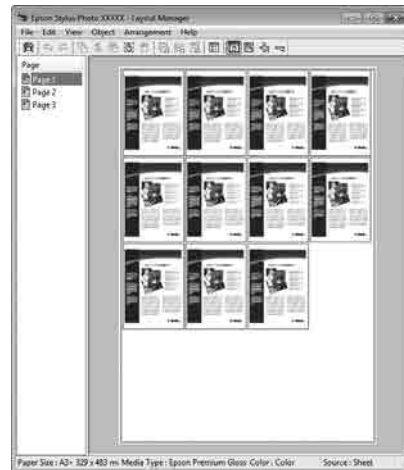 Epson Stylus Photo XXXXX - Layout Manager
File Edit View Object Arrangement Help
Page
Page 1
Page 2
Page 3
Paper Size : A3+ 329 x 483 mm Media Type : Epson Premium Gloss Color : Color Source : Sheet